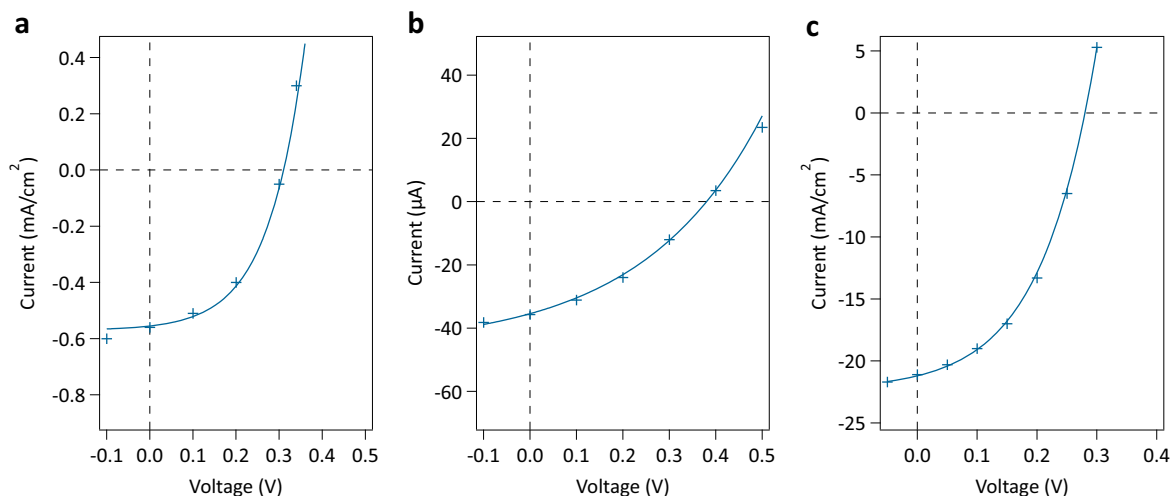 a
0.4
0.2
0.0
-0.2
-0.4
-0.6
-0.8
Current (mA/cm²)
-0.1 0.0 0.1 0.2 0.3 0.4 0.5
Voltage (V)
b
40
20
0
-20
-40
-60
Current (µA)
-0.1 0.0 0.1 0.2 0.3 0.4 0.5
Voltage (V)
c
5
0
-5
-10
-15
-20
-25
Current (mA/cm²)
0.0 0.1 0.2 0.3 0.4
Voltage (V)